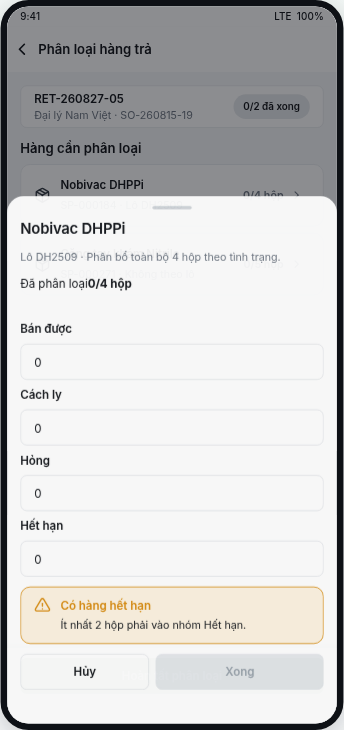 9:41
LTE 100%
Phân loại hàng trả
RET-260827-05
Đại lý Nam Việt · SO-260815-19
0/2 đã xong
Hàng cần phân loại
Nobivac DHPPi
0/4 hộp
Nobivac DHPPi
Lô DH2509 · Phân bổ toàn bộ 4 hộp theo tình trạng.
Đã phân loại0/4 hộp
Bán được
0
Cách ly
0
Hỏng
0
Hết hạn
0
Có hàng hết hạn
Ít nhất 2 hộp phải vào nhóm Hết hạn.
Hủy
Xong